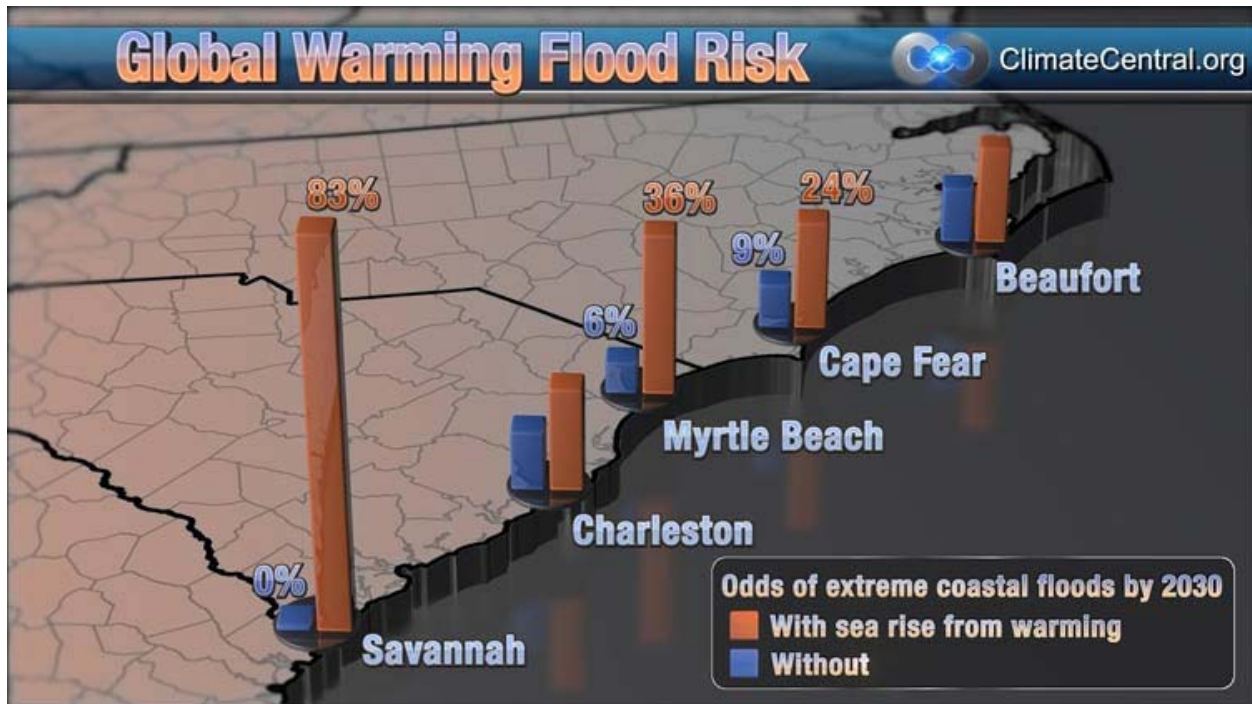 Global Warming Flood Risk
ClimateCentral.org
83%
36%
24%
9%
6%
0%
Beaufort
Cape Fear
Myrtle Beach
Charleston
Savannah
Odds of extreme coastal floods by 2030
With sea rise from warming
Without